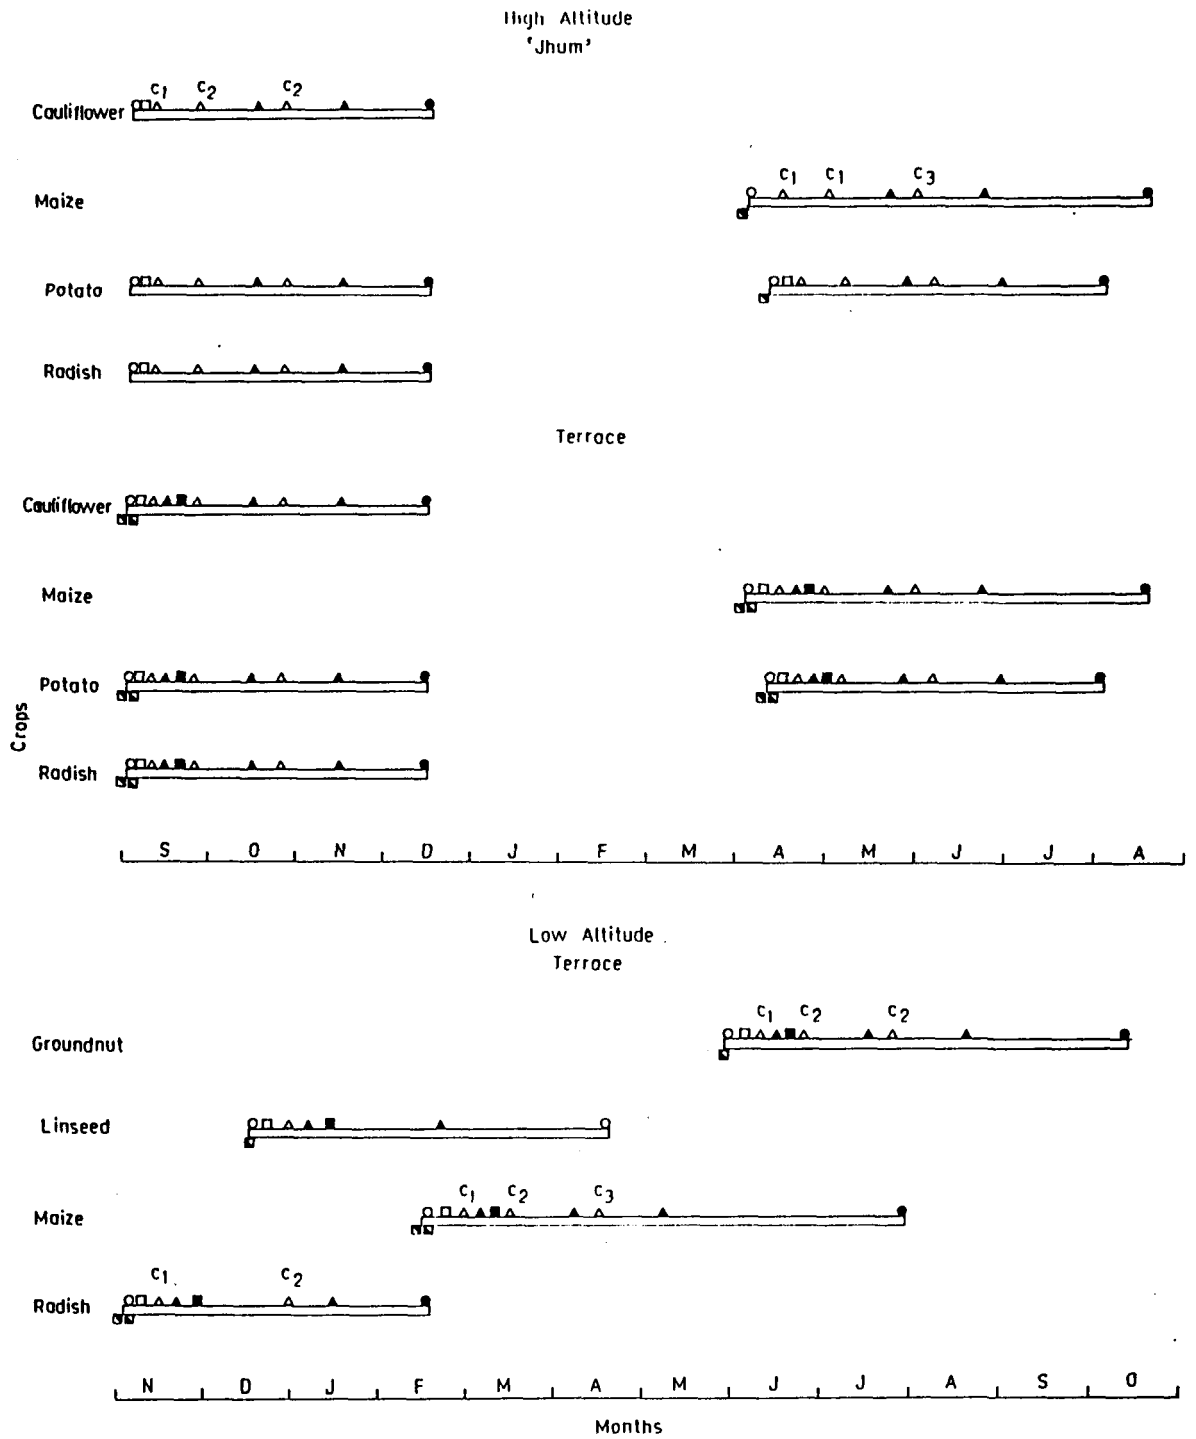 High Altitude
'Jhum'
c1 c2 c2
Cauliflower
c1 c1 c3
Maize
Potato
Radish
Terrace
Cauliflower
Maize
Potato
Crops
Radish
S O N D J F M A M J J A
Low Altitude
Terrace
c1 c2 c2
Groundnut
Linseed
c1 c2 c3
Maize
c1 c2
Radish
N D J F M A M J J A S O
Months